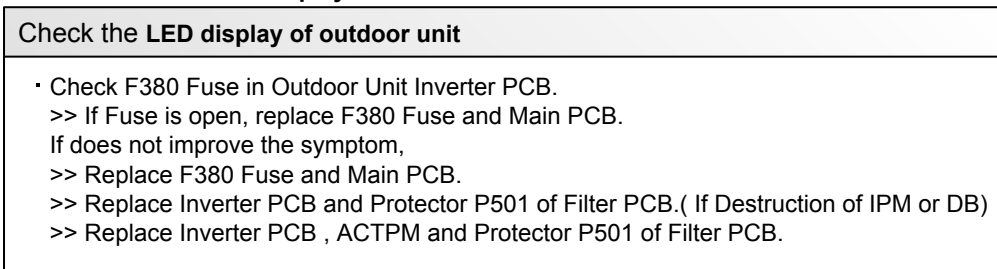 Check the LED display of outdoor unit
· Check F380 Fuse in Outdoor Unit Inverter PCB.
>> If Fuse is open, replace F380 Fuse and Main PCB.
If does not improve the symptom,
>> Replace F380 Fuse and Main PCB.
>> Replace Inverter PCB and Protector P501 of Filter PCB.( If Destruction of IPM or DB)
>> Replace Inverter PCB , ACTPM and Protector P501 of Filter PCB.